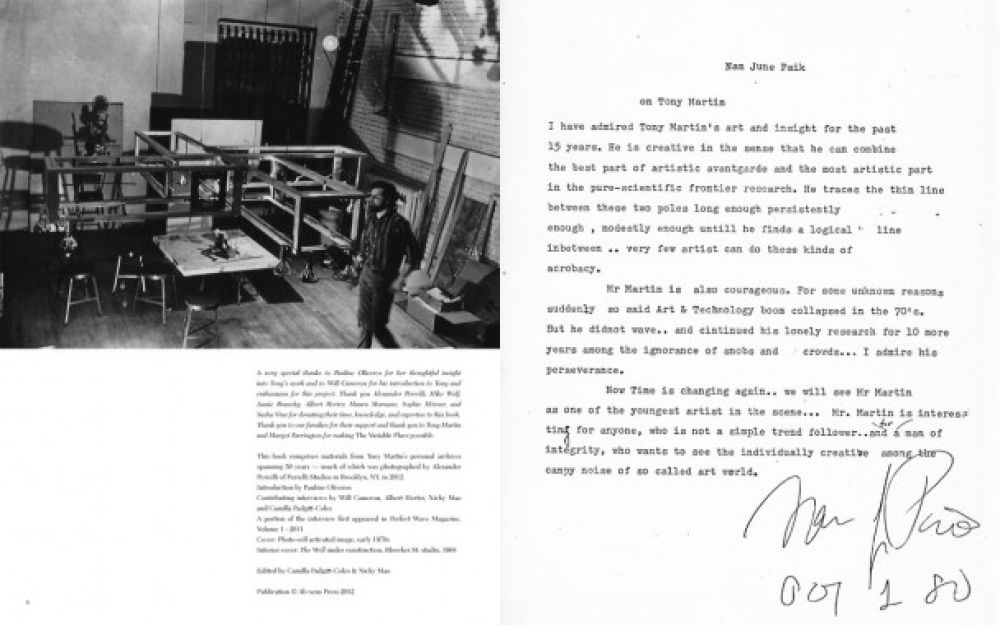 A very special thanks to Pauline Oliveros for her thoughtful insight
into Tony's work and to Will Cameron for his introduction to Tony and
enthusiasm for this project. Thank you Alexander Perrelli, Mike Wolf,
Annie Albert Herter, Maura Sophie and
Sasha for donating their time, knowledge, and expertise to this book.
Thank you to our families for their support and thank you to Tony Martin
and Margot Farrington for making The Variable Place possible.
This book comprises materials from Tony Martin's personal archives
spanning 50 years — much of which was photographed by Alexander
Perrelli of Perrelli Studios in Brooklyn, NY, in 2012.
Introduction by Pauline Oliveros
Contributing interviews by Will Cameron, Albert Herter, Nicky Mao
and Camilla Padgitt-Coles
A portion of the interview first appeared in Perfect Wave Magazine,
Volume 1 - 2011
Cover: Photo-cell activated image, early 1970s
Interior cover: The Well under construction, Bleecker St. studio, 1969
Edited by Camilla Padgitt-Coles & Nicky Mao
Publication © Press 2012
Nam June Paik
on Tony Martin
I have admired Tony Martin's art and insight for the past
15 years. He is creative in the sense that he can combine
the best part of artistic avantgarde and the most artistic part
in the pure-scientific frontier research. He traces the thin line
between these two poles long enough persistently
enough , modestly enough untill he finds a logical line
inbetween .. very few artist can do these kinds of
acrobacy.
Mr Martin is also courageous. For some unknown reasons
suddenly so said Art & Technology boom collapsed in the 70's.
But he didnot wave.. and cintinued his lonely research for 10 more
years among the ignorance of snobs and crowds... I admire his
perseverance.
Now Time is changing again.. we will see Mr Martin
as one of the youngest artist in the scene... Mr. Martin is interes-
ting for anyone, who is not a simple trend follower..and for a man of
integrity, who wants to see the individually creative among the
campy noise of so called art world.
Nam J Paik
OCT 1 80